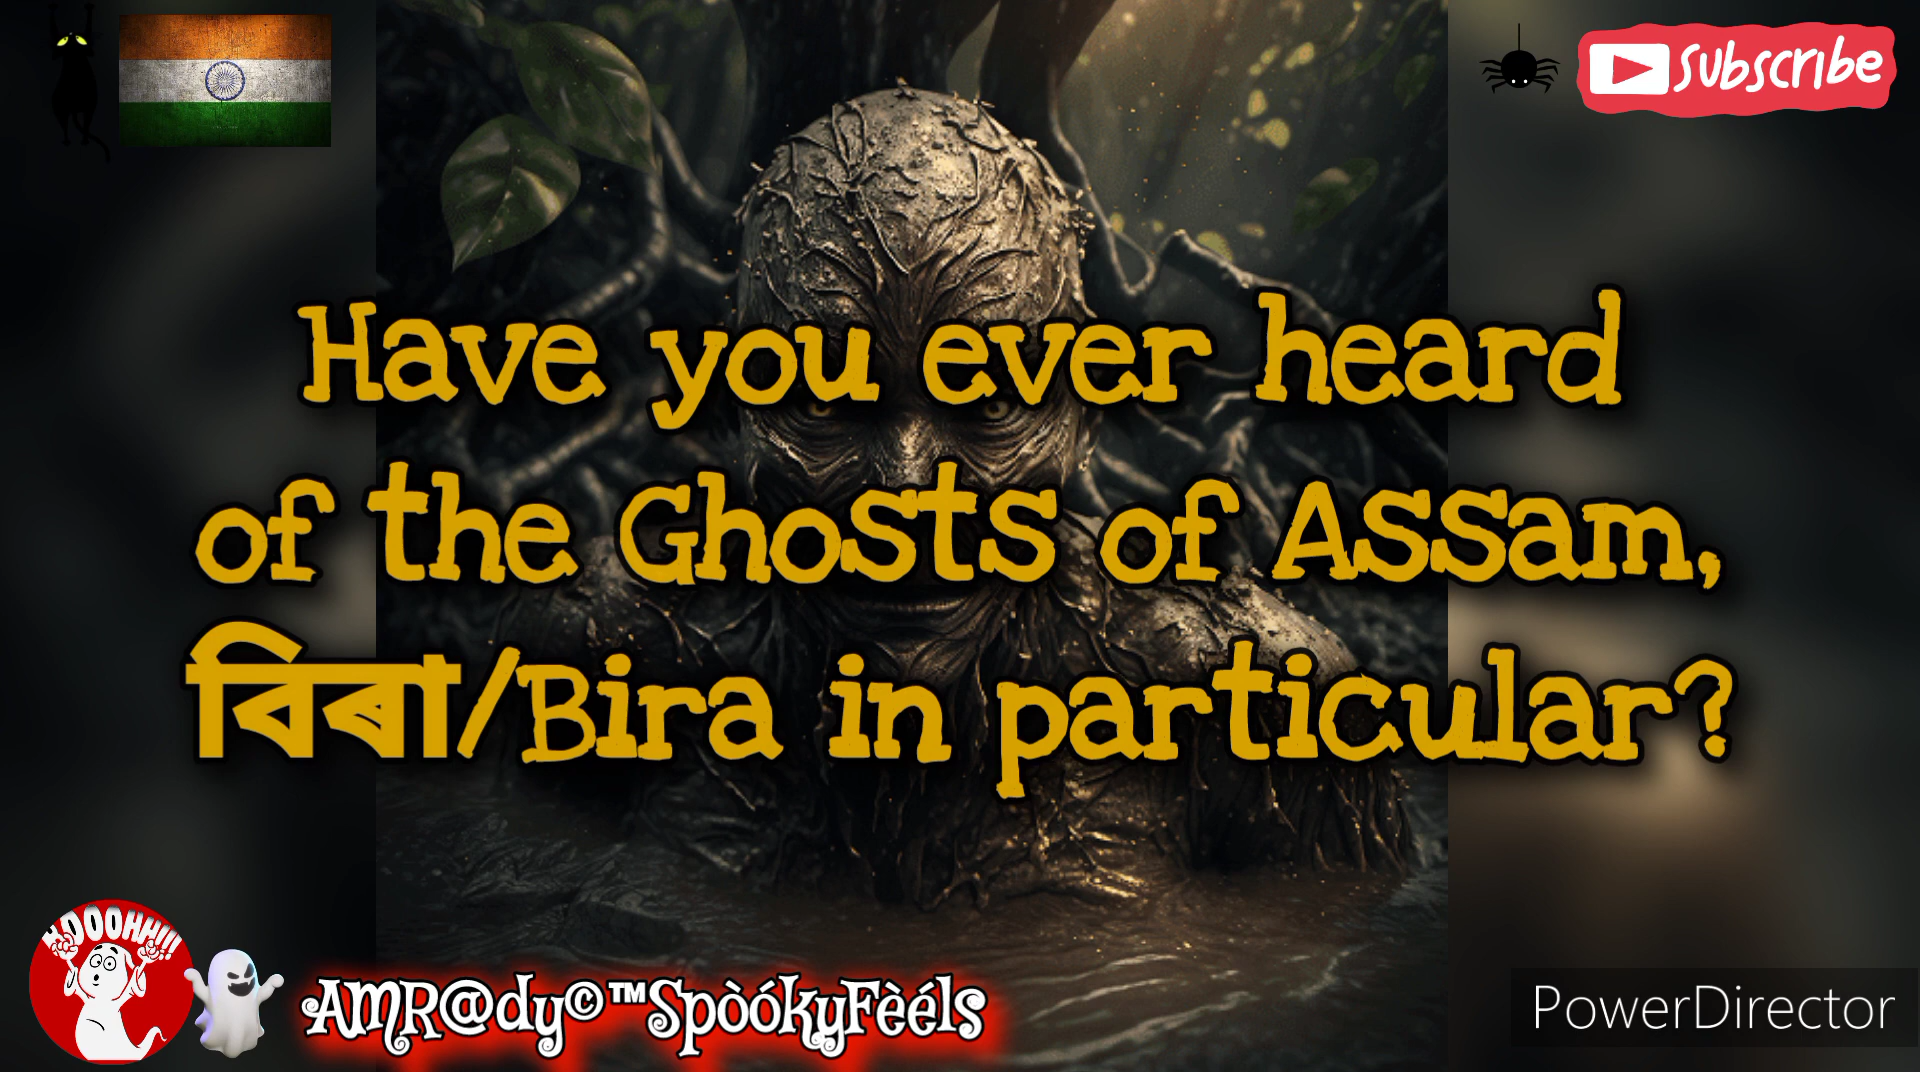 Subscribe
Have you ever heard
of the Ghosts of Assam,
বিৰা/Bira in particular?
OOOHH!!!
AMR@dy©™SpòókyFèéls
PowerDirector